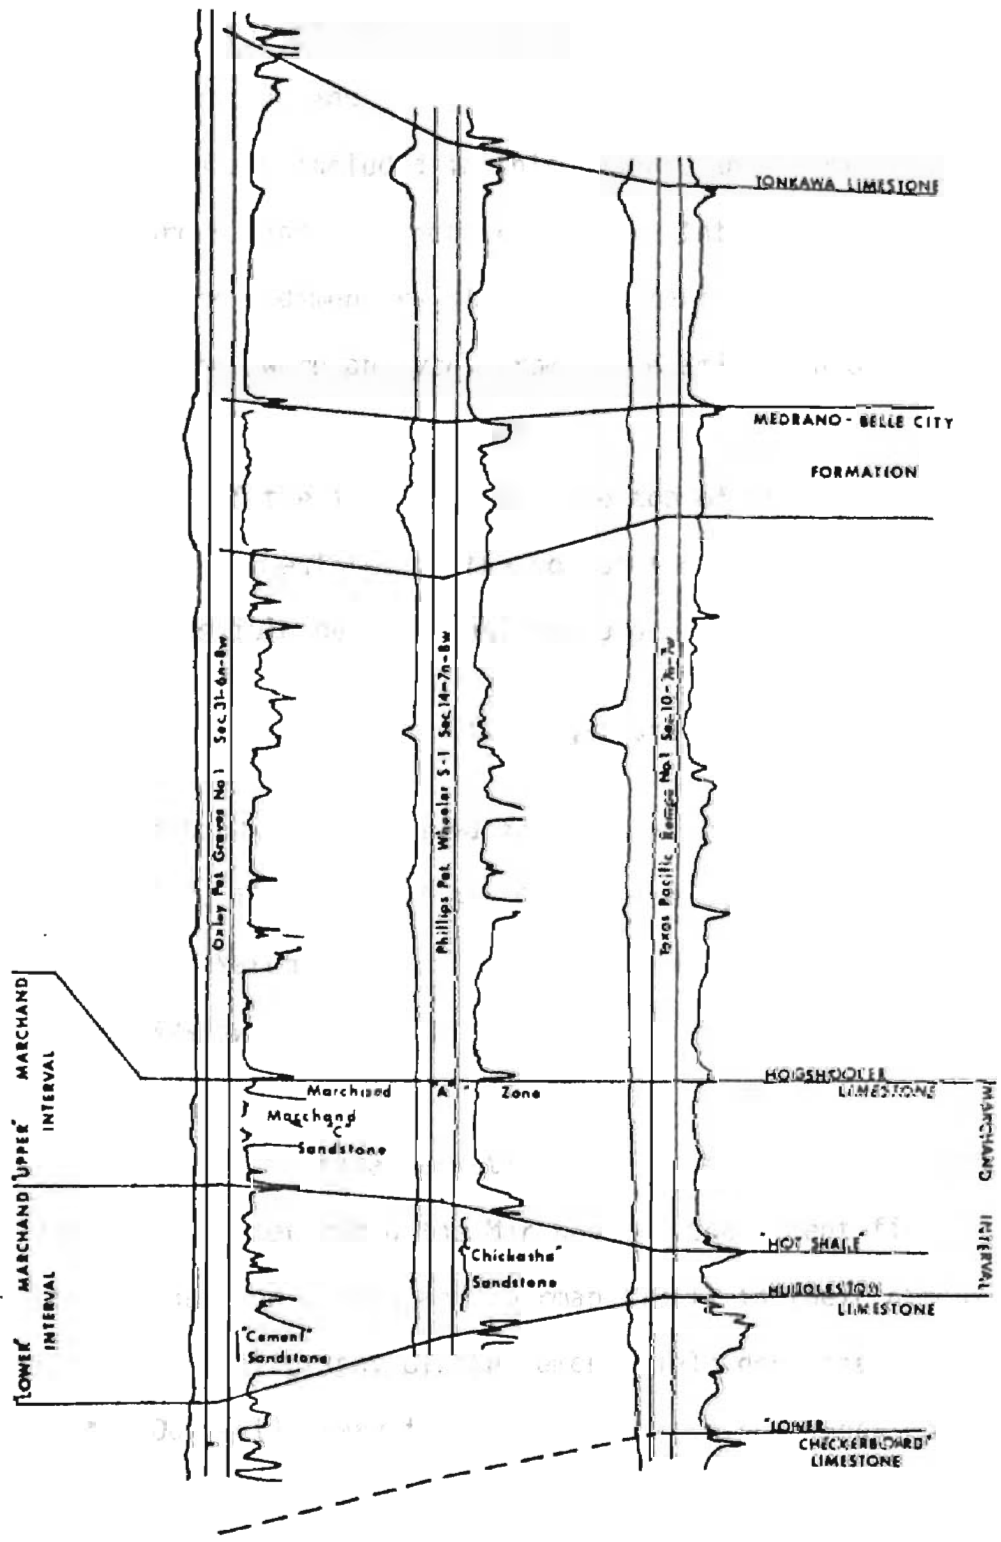 TONKAWA LIMESTONE
MEDRANO-BELLE CITY
FORMATION
Oxley Pet. Graves No.1 Sec.31-6n-8w
Phillips Pet. Wheeler S-1 Sec.14-7n-8w
Texas Pacific Kemps No.1 Sec.10-7n-7w
"UPPER" MARCHAND
INTERVAL
"LOWER" MARCHAND
INTERVAL
HOGSHOOTER
LIMESTONE
Marchand "A" Zone
Marchand
"C"
Sandstone
MARCHAND INTERVAL
"HOT SHALE"
"Chickasha"
Sandstone
LIMESTONE
"Cement"
Sandstone
"LOWER
CHECKERBOARD"
LIMESTONE